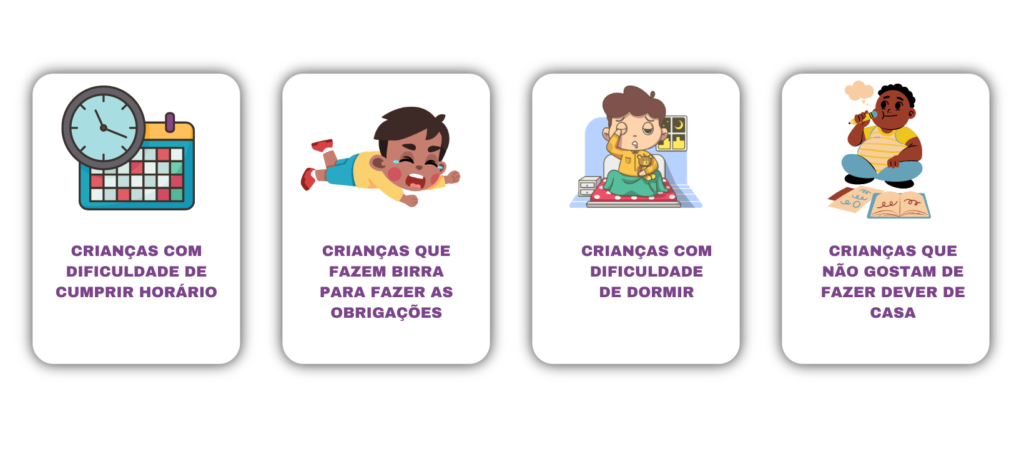 CRIANÇAS COM
DIFICULDADE DE
CUMPRIR HORÁRIO
CRIANÇAS QUE
FAZEM BIRRA
PARA FAZER AS
OBRIGAÇÕES
CRIANÇAS COM
DIFICULDADE
DE DORMIR
CRIANÇAS QUE
NÃO GOSTAM DE
FAZER DEVER DE
CASA